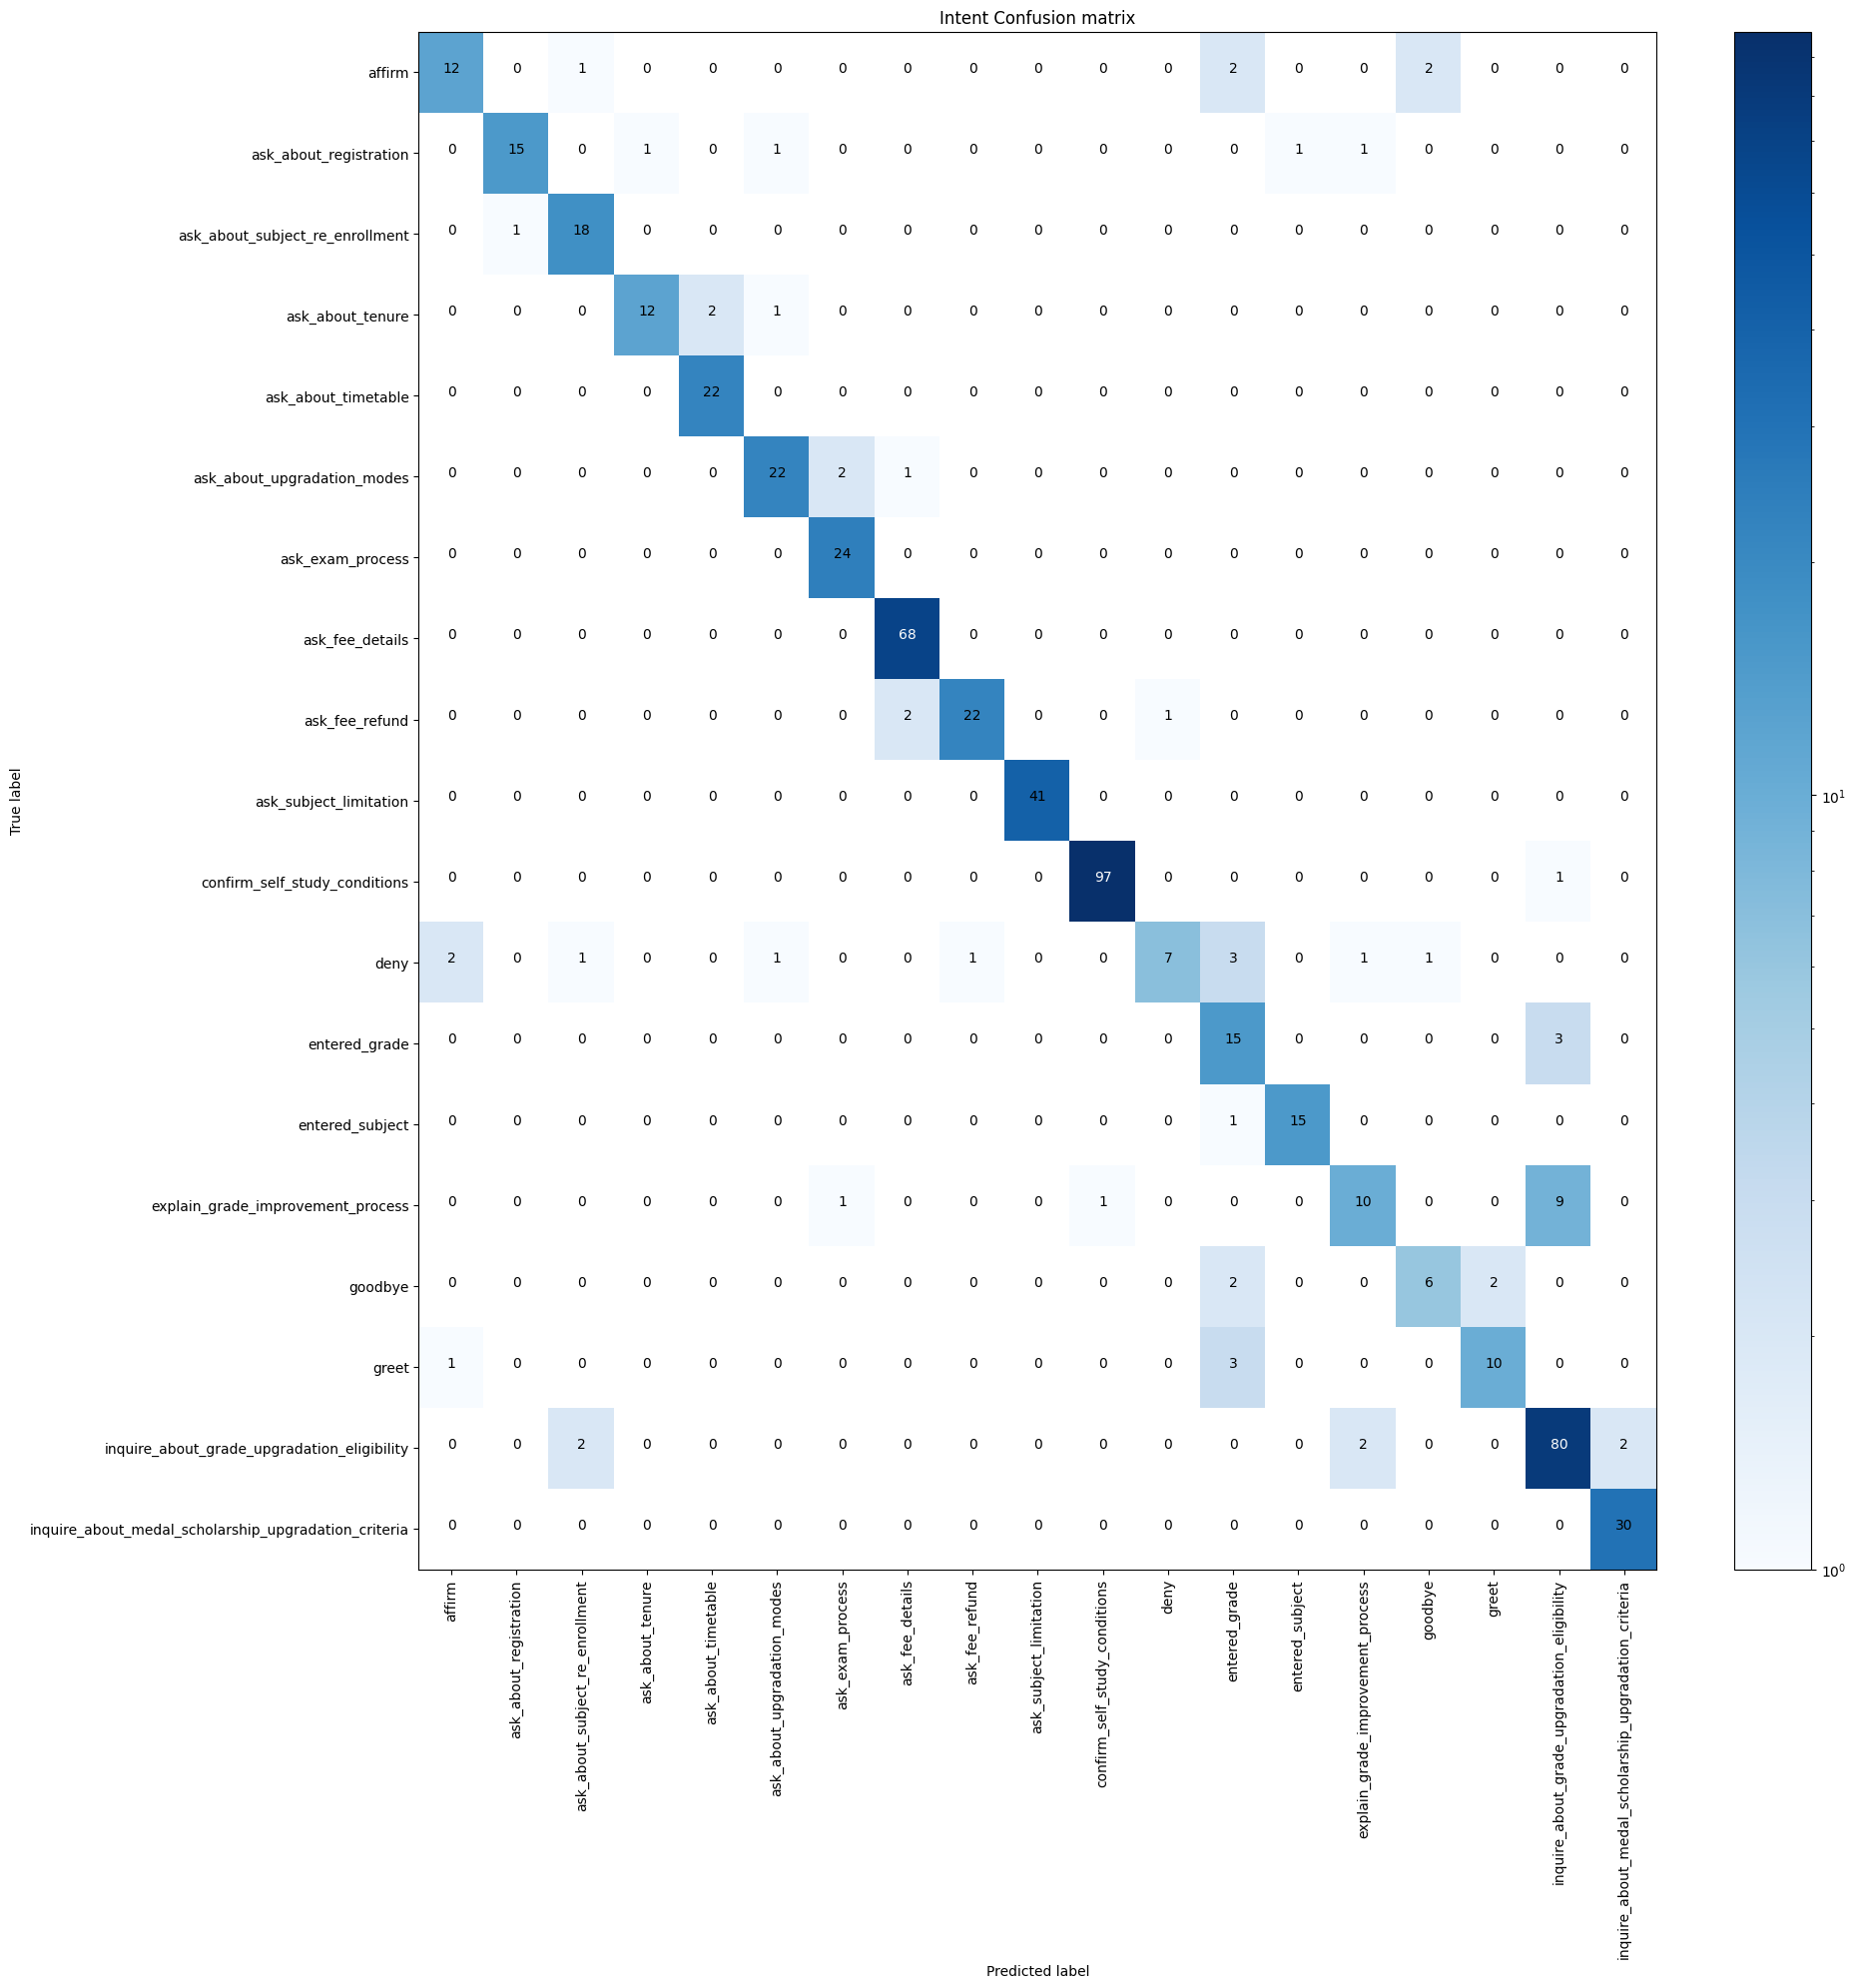 Intent Confusion matrix
affirm 12 0 1 0 0 0 0 0 0 0 0 0 2 0 0 2 0 0 0
ask_about_registration 0 15 0 1 0 1 0 0 0 0 0 0 0 1 1 0 0 0 0
ask_about_subject_re_enrollment 0 1 18 0 0 0 0 0 0 0 0 0 0 0 0 0 0 0 0
ask_about_tenure 0 0 0 12 2 1 0 0 0 0 0 0 0 0 0 0 0 0 0
ask_about_timetable 0 0 0 0 22 0 0 0 0 0 0 0 0 0 0 0 0 0 0
ask_about_upgradation_modes 0 0 0 0 0 22 2 1 0 0 0 0 0 0 0 0 0 0 0
ask_exam_process 0 0 0 0 0 0 24 0 0 0 0 0 0 0 0 0 0 0 0
ask_fee_details 0 0 0 0 0 0 0 68 0 0 0 0 0 0 0 0 0 0 0
ask_fee_refund 0 0 0 0 0 0 0 2 22 0 0 1 0 0 0 0 0 0 0
ask_subject_limitation 0 0 0 0 0 0 0 0 0 41 0 0 0 0 0 0 0 0 0
confirm_self_study_conditions 0 0 0 0 0 0 0 0 0 0 97 0 0 0 0 0 0 1 0
deny 2 0 1 0 0 1 0 0 1 0 0 7 3 0 1 1 0 0 0
entered_grade 0 0 0 0 0 0 0 0 0 0 0 0 15 0 0 0 0 3 0
entered_subject 0 0 0 0 0 0 0 0 0 0 0 0 1 15 0 0 0 0 0
explain_grade_improvement_process 0 0 0 0 0 0 1 0 0 0 1 0 0 0 10 0 0 9 0
goodbye 0 0 0 0 0 0 0 0 0 0 0 0 2 0 0 6 2 0 0
greet 1 0 0 0 0 0 0 0 0 0 0 0 3 0 0 0 10 0 0
inquire_about_grade_upgradation_eligibility 0 0 2 0 0 0 0 0 0 0 0 0 0 0 2 0 0 80 2
inquire_about_medal_scholarship_upgradation_criteria 0 0 0 0 0 0 0 0 0 0 0 0 0 0 0 0 0 0 30
True label
affirm
ask_about_registration
ask_about_subject_re_enrollment
ask_about_tenure
ask_about_timetable
ask_about_upgradation_modes
ask_exam_process
ask_fee_details
ask_fee_refund
ask_subject_limitation
confirm_self_study_conditions
deny
entered_grade
entered_subject
explain_grade_improvement_process
goodbye
greet
inquire_about_grade_upgradation_eligibility
inquire_about_medal_scholarship_upgradation_criteria
Predicted label
10¹
10⁰